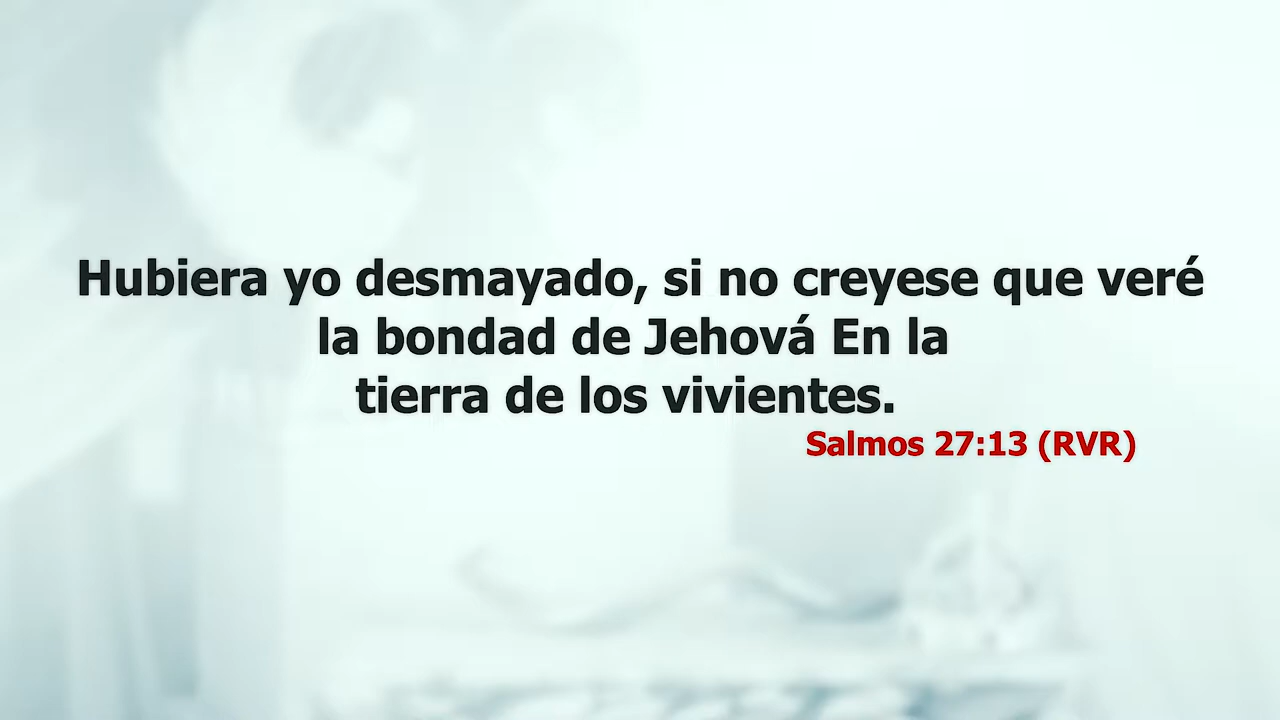 Hubiera yo desmayado, si no creyese que veré
la bondad de Jehová En la
tierra de los vivientes.
Salmos 27:13 (RVR)